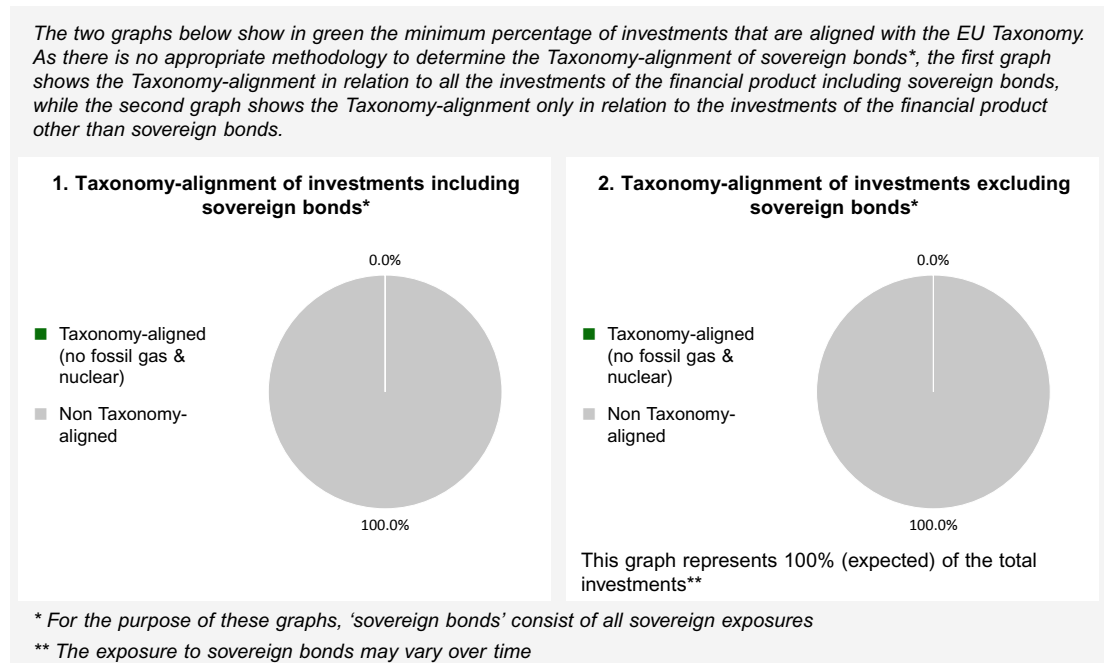 The two graphs below show in green the minimum percentage of investments that are aligned with the EU Taxonomy.
As there is no appropriate methodology to determine the Taxonomy-alignment of sovereign bonds*, the first graph
shows the Taxonomy-alignment in relation to all the investments of the financial product including sovereign bonds,
while the second graph shows the Taxonomy-alignment only in relation to the investments of the financial product
other than sovereign bonds.
1. Taxonomy-alignment of investments including
sovereign bonds*
0.0%
Taxonomy-aligned
(no fossil gas &
nuclear)
Non Taxonomy-
aligned
100.0%
2. Taxonomy-alignment of investments excluding
sovereign bonds*
0.0%
Taxonomy-aligned
(no fossil gas &
nuclear)
Non Taxonomy-
aligned
100.0%
This graph represents 100% (expected) of the total
investments**
* For the purpose of these graphs, ‘sovereign bonds’ consist of all sovereign exposures
** The exposure to sovereign bonds may vary over time